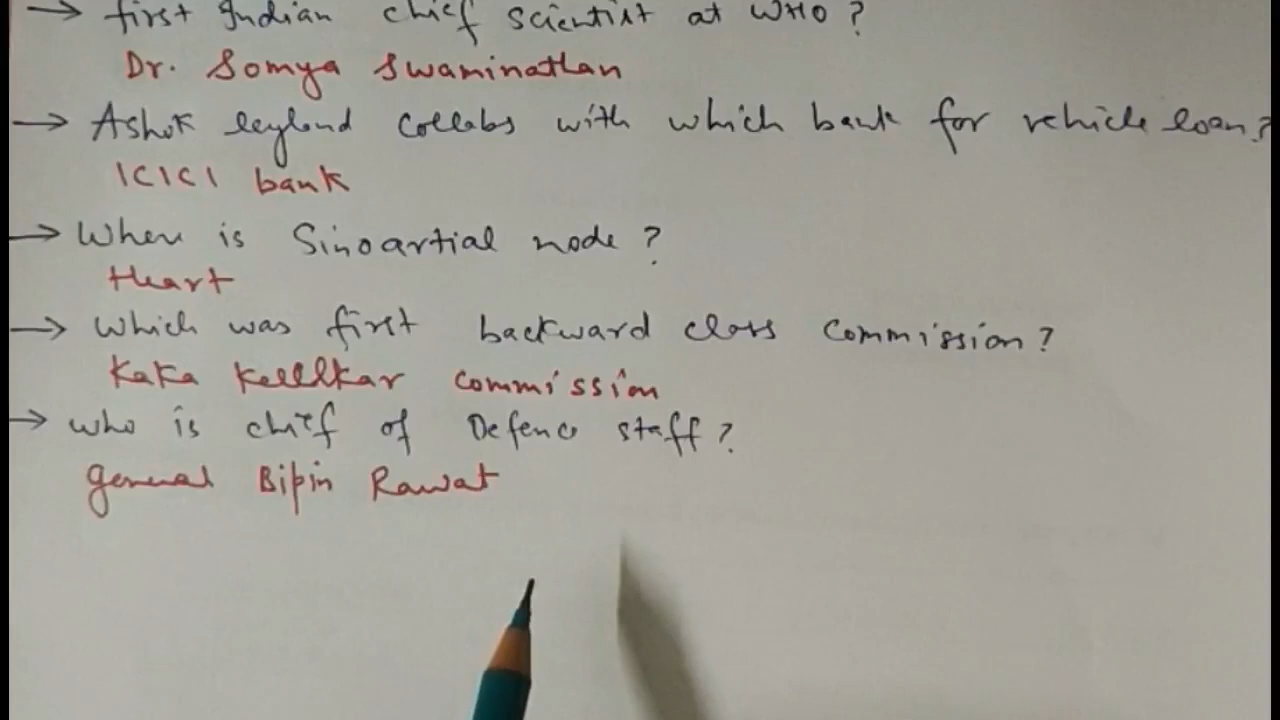 → first Indian chief scientist at WHO ?
Dr. Somya Swaminathan
→ Ashok leyland collabs with which bank for vehicle loan?
ICICI bank
→ Where is Sinoartial node ?
Heart
→ Which was first backward class Commission ?
Kaka Kellkar Commission
→ who is chief of Defence staff ?
General Bipin Rawat